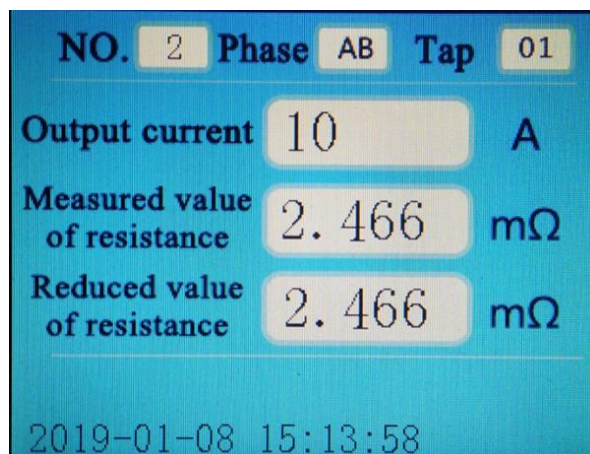 NO. 2 Phase AB Tap 01
Output current 10 A
Measured value
of resistance 2.466 mΩ
Reduced value
of resistance 2.466 mΩ
2019-01-08 15:13:58